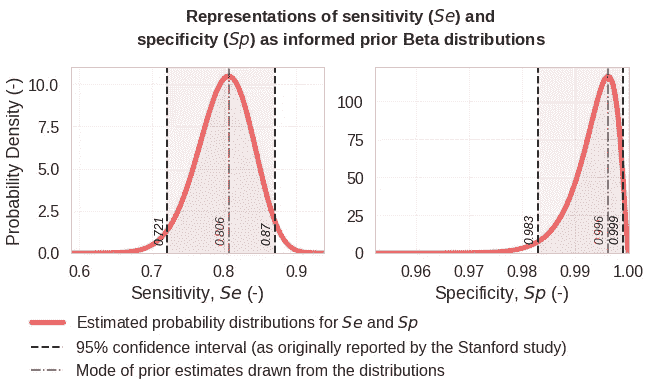 Representations of sensitivity (Se) and
specificity (Sp) as informed prior Beta distributions
Probability Density (-)
10.0
7.5
5.0
2.5
0.0
0.721
0.806
0.87
0.6 0.7 0.8 0.9
Sensitivity, Se (-)
100
75
50
25
0
0.983
0.996
0.999
0.96 0.97 0.98 0.99 1.00
Specificity, Sp (-)
Estimated probability distributions for Se and Sp
95% confidence interval (as originally reported by the Stanford study)
Mode of prior estimates drawn from the distributions